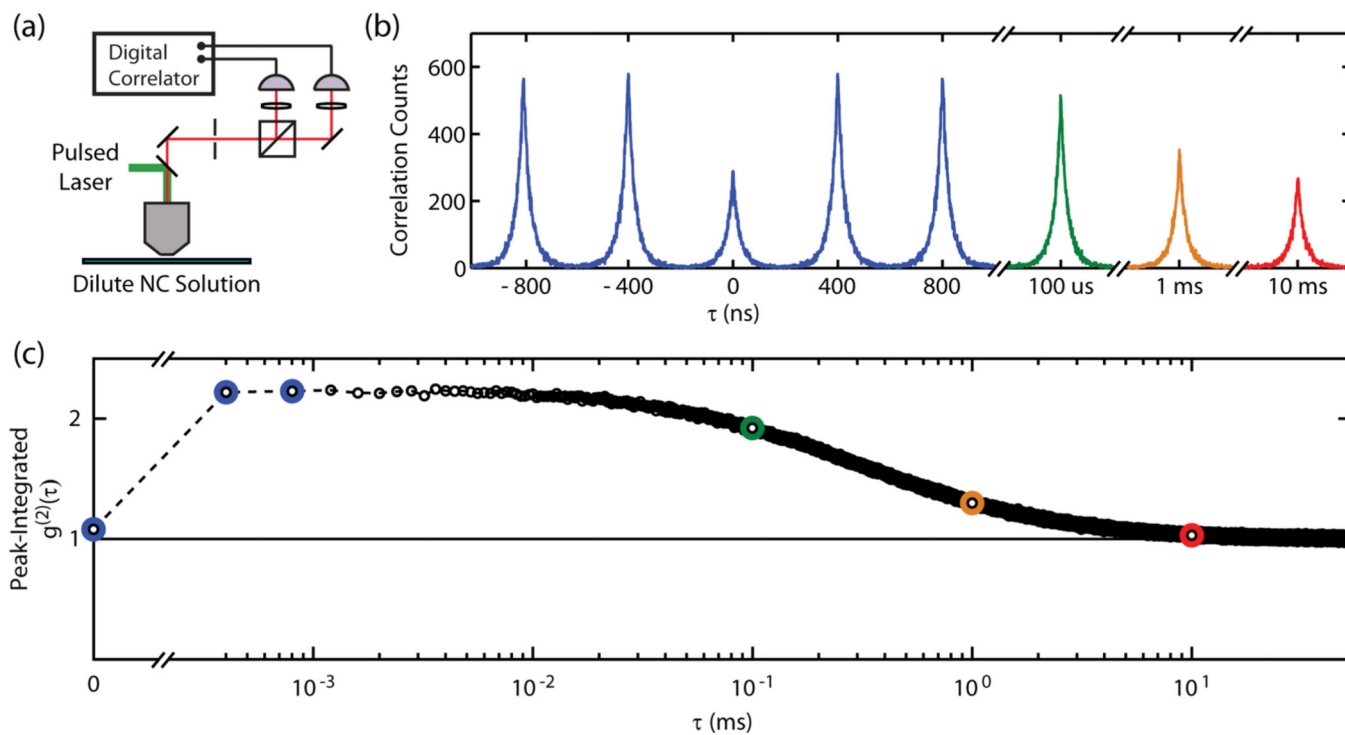 (a)
Digital
Correlator
Pulsed
Laser
Dilute NC Solution
(b)
Correlation Counts
600
400
200
0
- 800
- 400
0
400
800
100 us
1 ms
10 ms
τ (ns)
(c)
Peak-Integrated
g(2)(τ)
2
1
0
10-3
10-2
10-1
100
101
τ (ms)